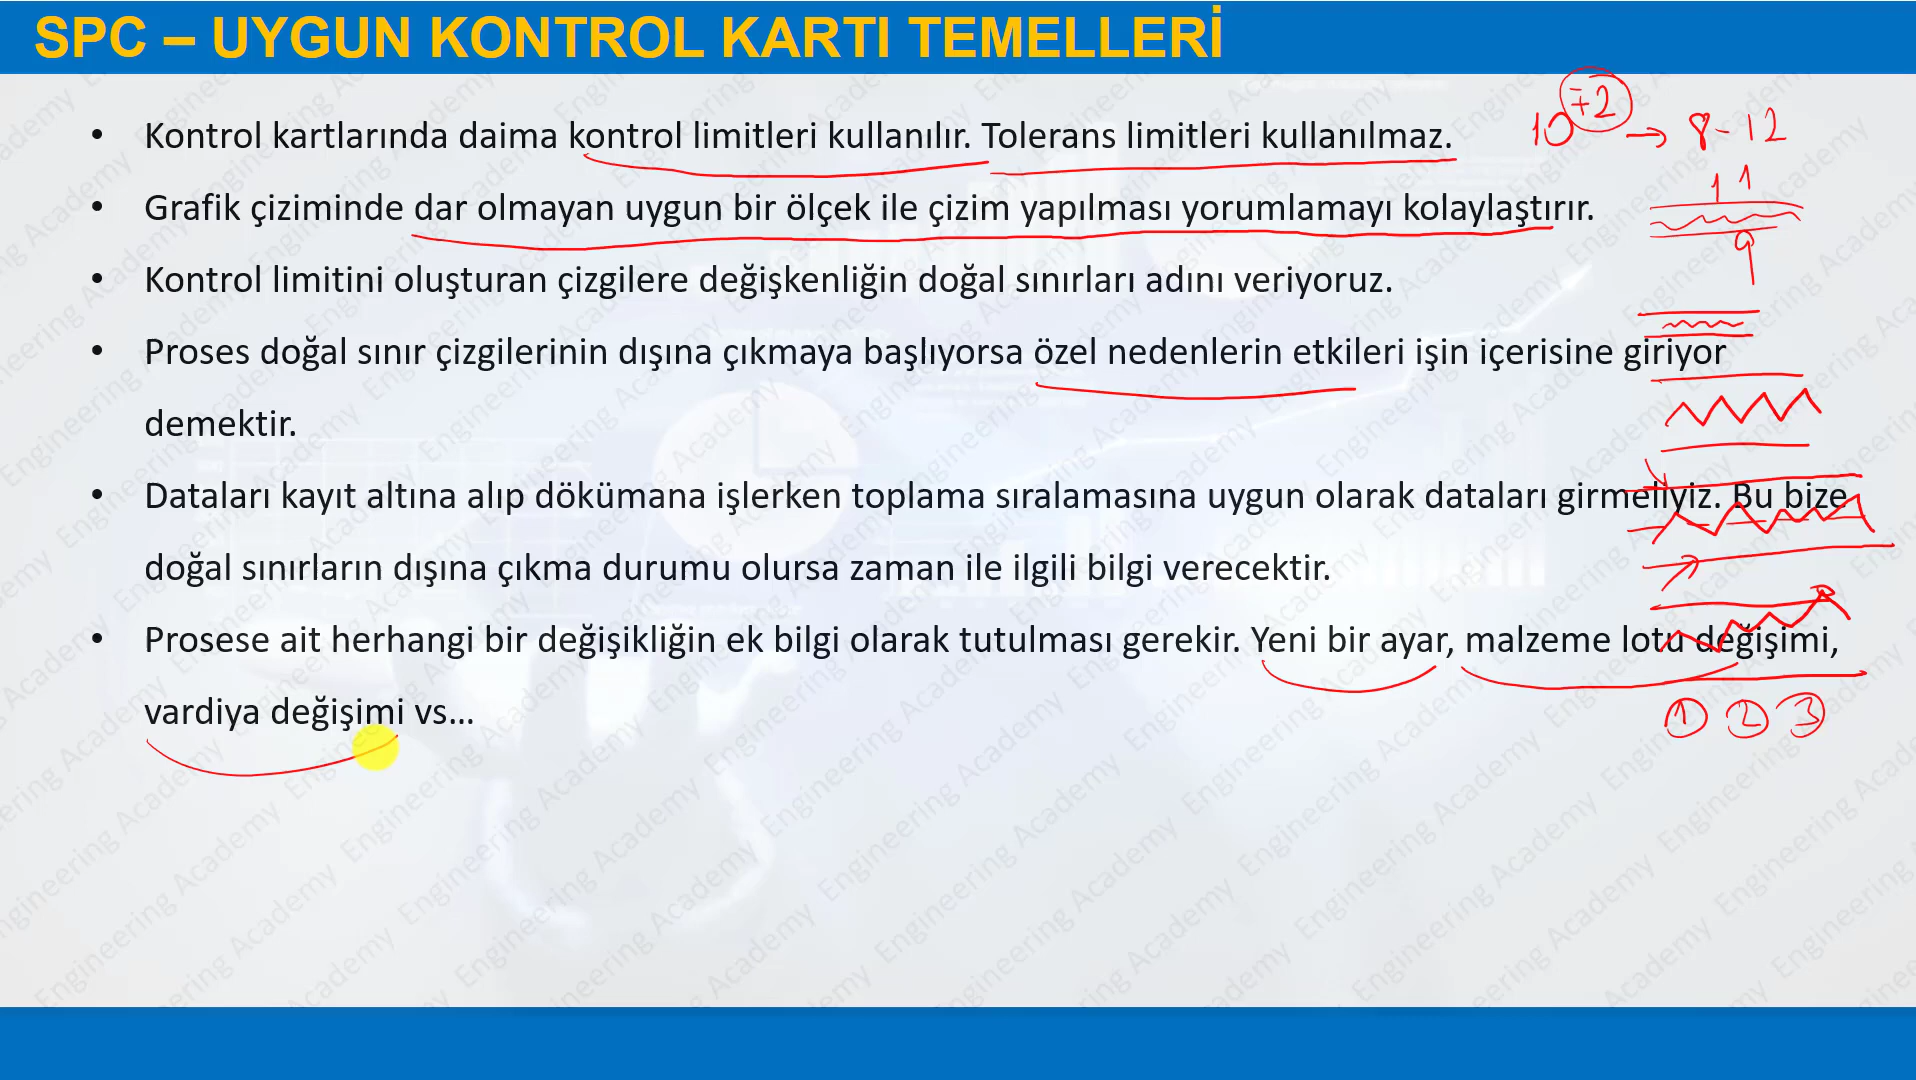 SPC – UYGUN KONTROL KARTI TEMELLERİ
• Kontrol kartlarında daima kontrol limitleri kullanılır. Tolerans limitleri kullanılmaz.
10 ∓2 → 8 - 12
• Grafik çiziminde dar olmayan uygun bir ölçek ile çizim yapılması yorumlamayı kolaylaştırır.
11
9
• Kontrol limitini oluşturan çizgilere değişkenliğin doğal sınırları adını veriyoruz.
• Proses doğal sınır çizgilerinin dışına çıkmaya başlıyorsa özel nedenlerin etkileri işin içerisine giriyor
demektir.
• Dataları kayıt altına alıp dökümana işlerken toplama sıralamasına uygun olarak dataları girmeliyiz. Bu bize
doğal sınırların dışına çıkma durumu olursa zaman ile ilgili bilgi verecektir.
• Prosese ait herhangi bir değişikliğin ek bilgi olarak tutulması gerekir. Yeni bir ayar, malzeme lotu değişimi,
vardiya değişimi vs...
1 2 3
Engineering Academy